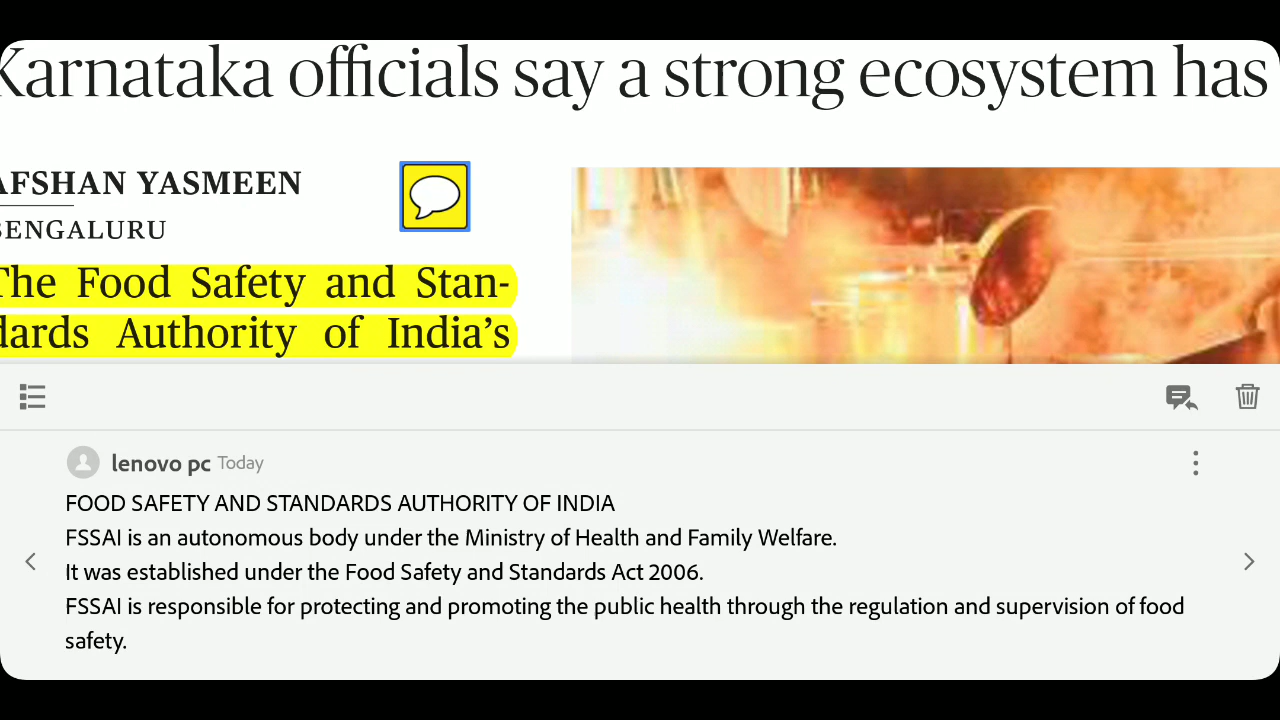 Karnataka officials say a strong ecosystem has
AFSHAN YASMEEN
BENGALURU
The Food Safety and Stan-
dards Authority of India's
lenovo pc Today
FOOD SAFETY AND STANDARDS AUTHORITY OF INDIA
FSSAI is an autonomous body under the Ministry of Health and Family Welfare.
It was established under the Food Safety and Standards Act 2006.
FSSAI is responsible for protecting and promoting the public health through the regulation and supervision of food
safety.